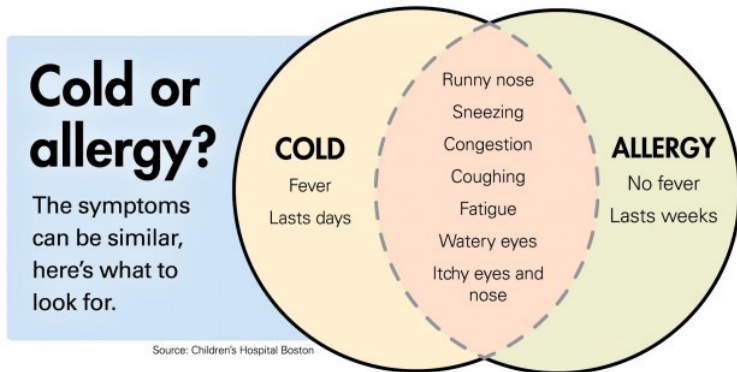 Cold or
allergy?
The symptoms
can be similar,
here's what to
look for.
COLD
Fever
Lasts days
Runny nose
Sneezing
Congestion
Coughing
Fatigue
Watery eyes
Itchy eyes and
nose
ALLERGY
No fever
Lasts weeks
Source: Children's Hospital Boston